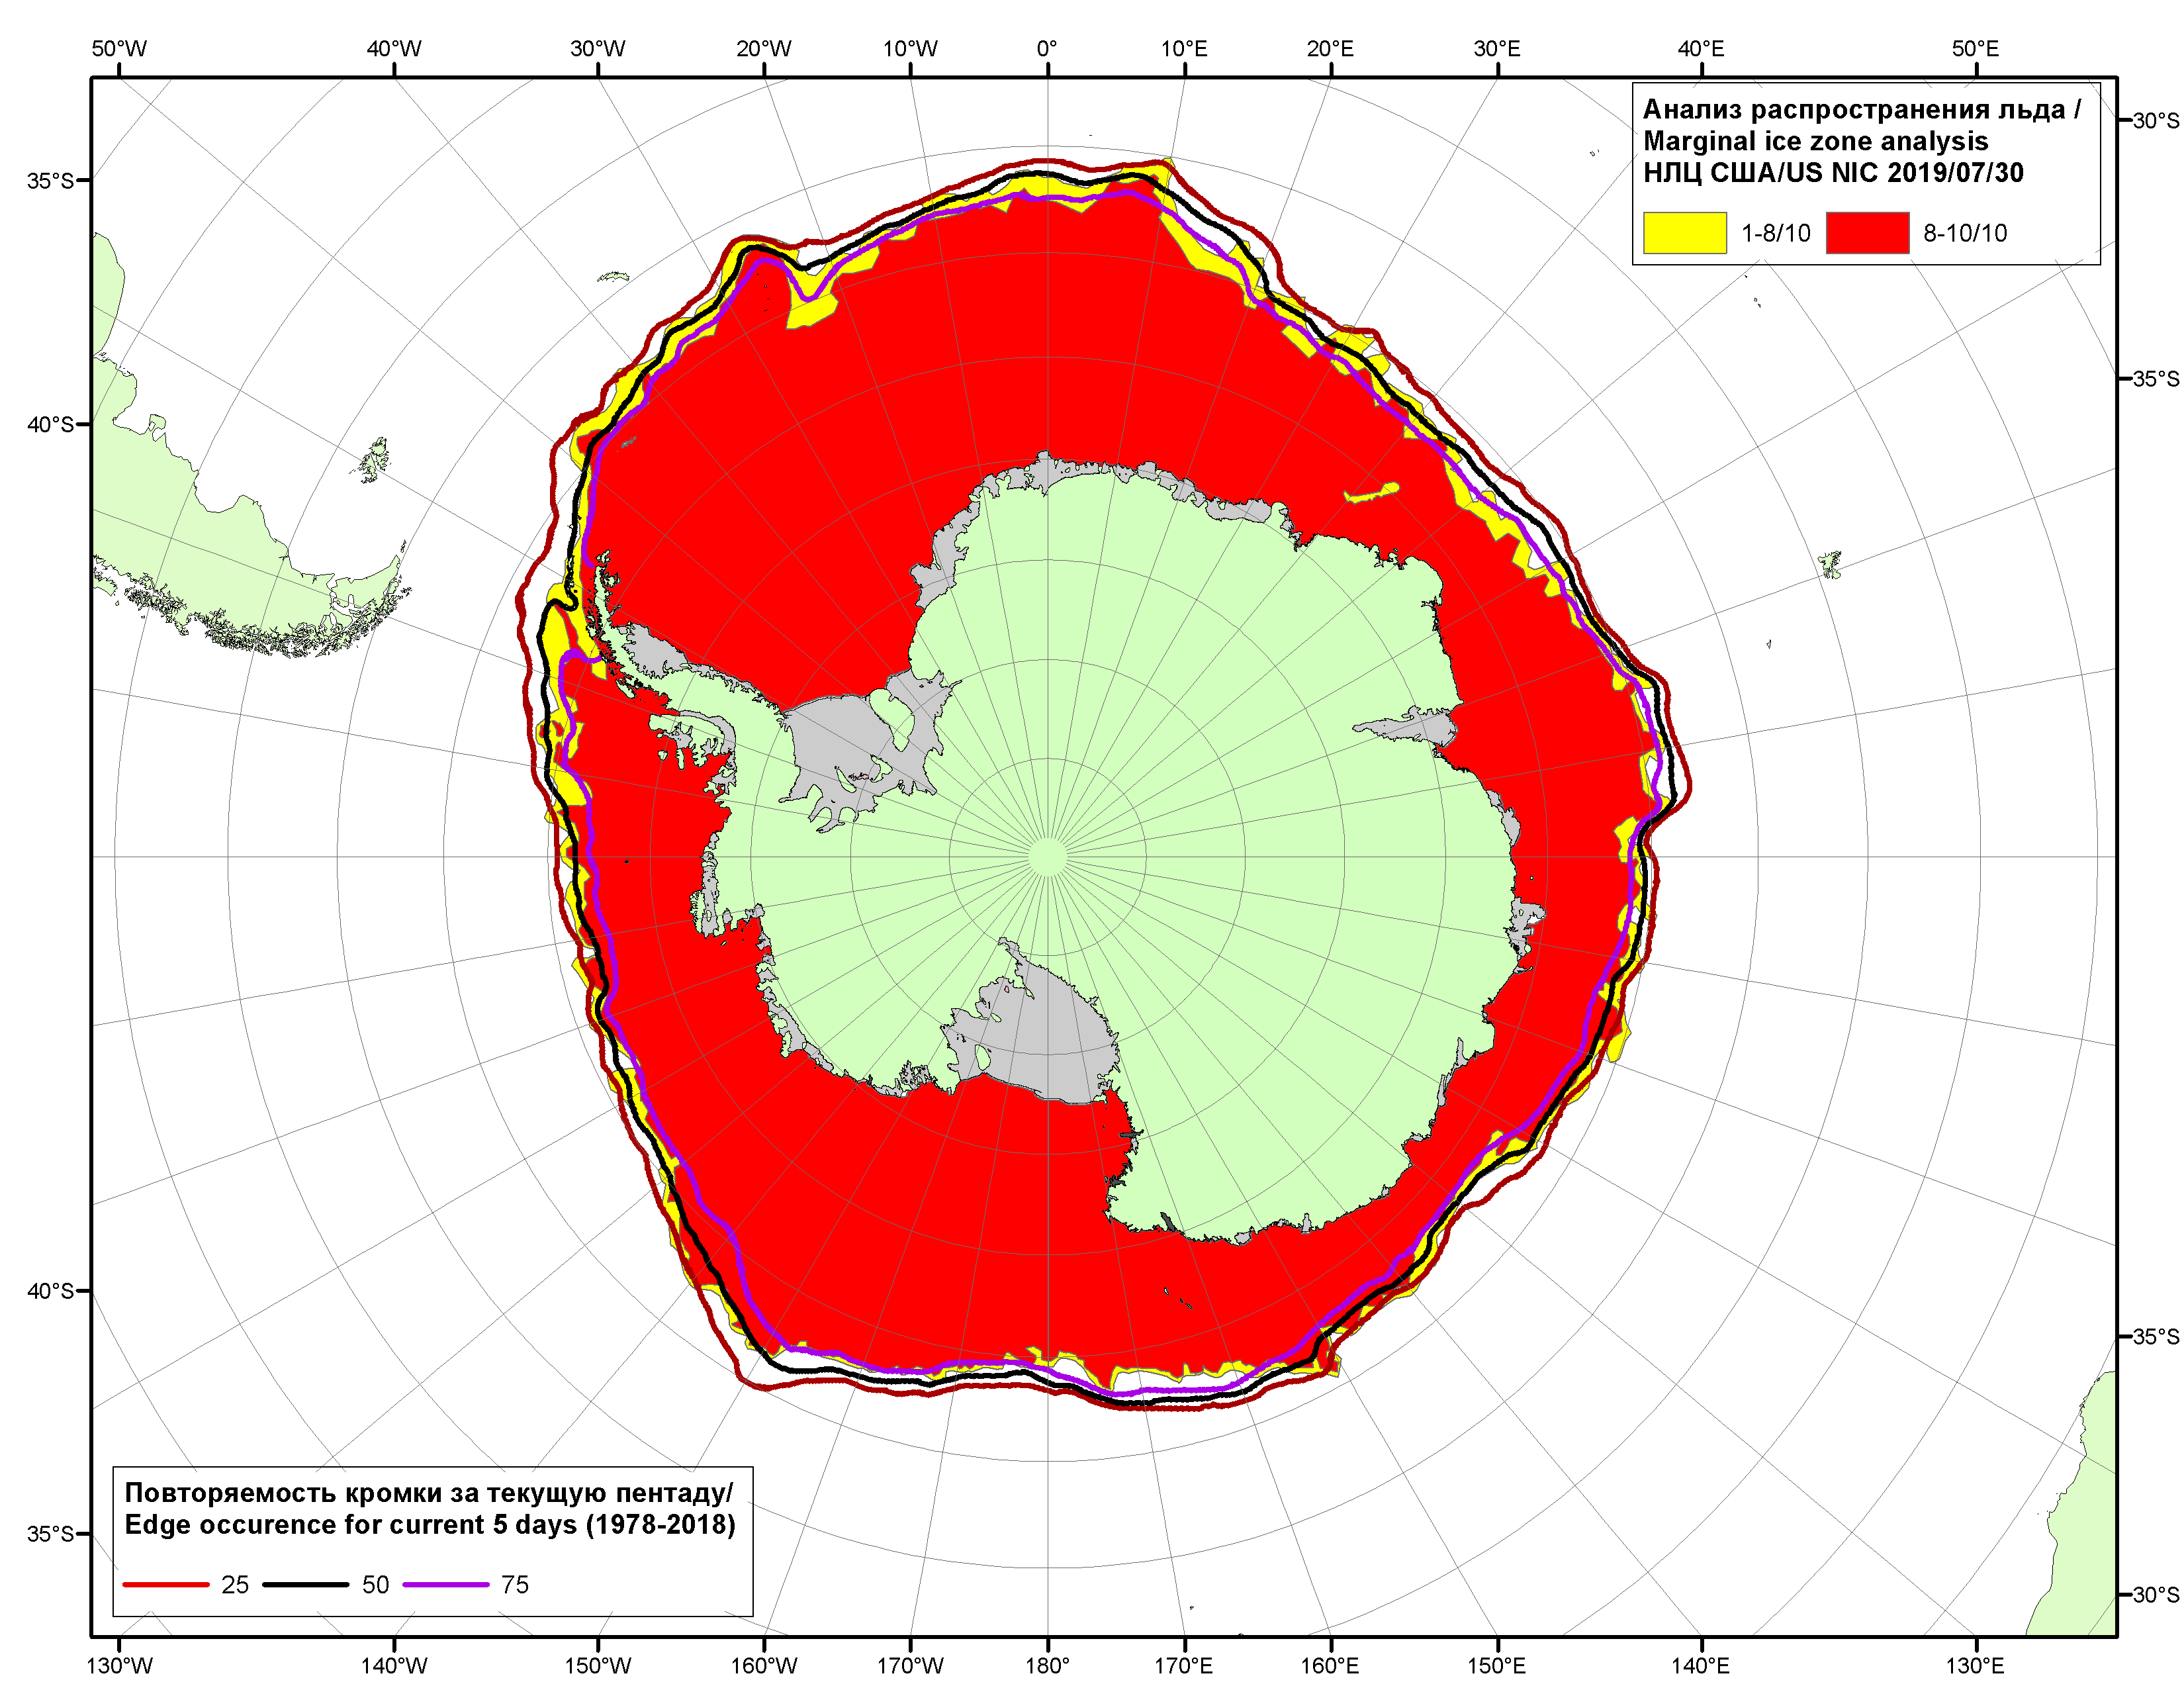 50°W 40°W 30°W 20°W 10°W 0° 10°E 20°E 30°E 40°E 50°E
Анализ распространения льда /
Marginal ice zone analysis
НЛЦ США/US NIC 2019/07/30
1-8/10 8-10/10
30°S
35°S
35°S
40°S
40°S
35°S
35°S
30°S
Повторяемость кромки за текущую пентаду/
Edge occurence for current 5 days (1978-2018)
25 50 75
130°W 140°W 150°W 160°W 170°W 180° 170°E 160°E 150°E 140°E 130°E